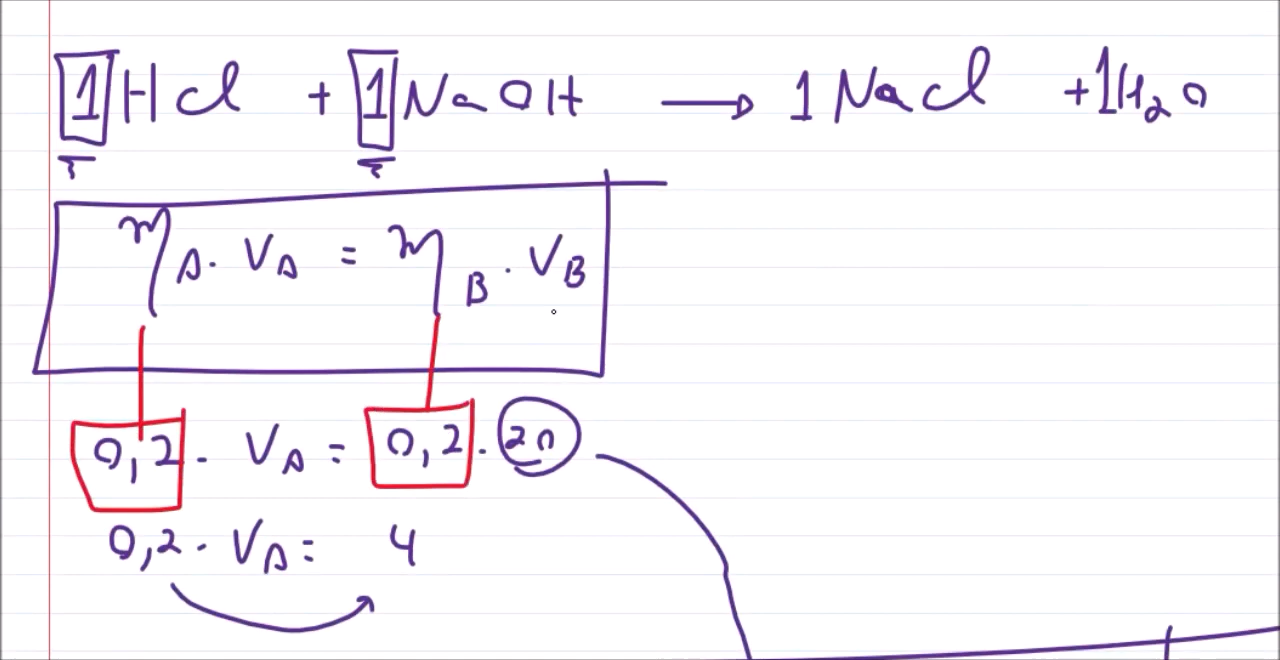 1 HCl + 1 NaOH → 1 NaCl + 1 H₂O
M_A . V_A = M_B . V_B
0,2 . V_A = 0,2 . 20
0,2 . V_A = 4